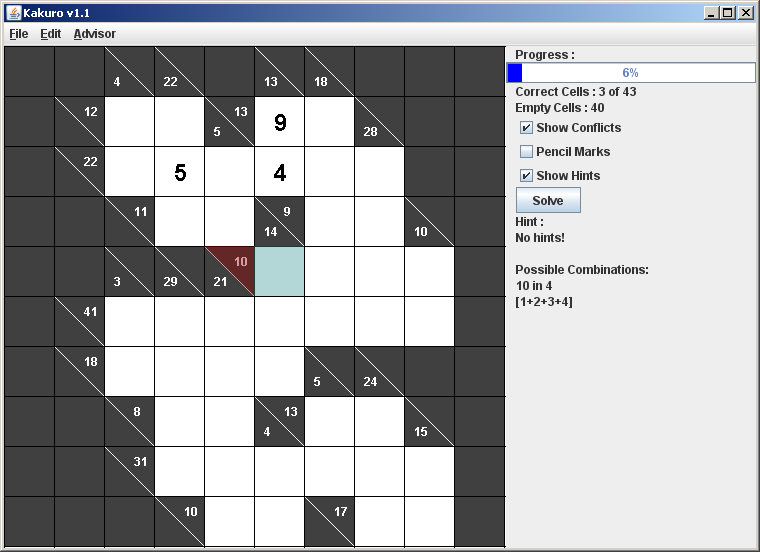 Kakuro v1.1
File Edit Advisor
4 22 13 18
12 13 5 9 28
22 5 4
11 9 14 10
3 29 10 21
41
18 5 24
8 13 4 15
31
10 17
Progress :
6%
Correct Cells : 3 of 43
Empty Cells : 40
Show Conflicts
Pencil Marks
Show Hints
Solve
Hint :
No hints!
Possible Combinations:
10 in 4
[1+2+3+4]